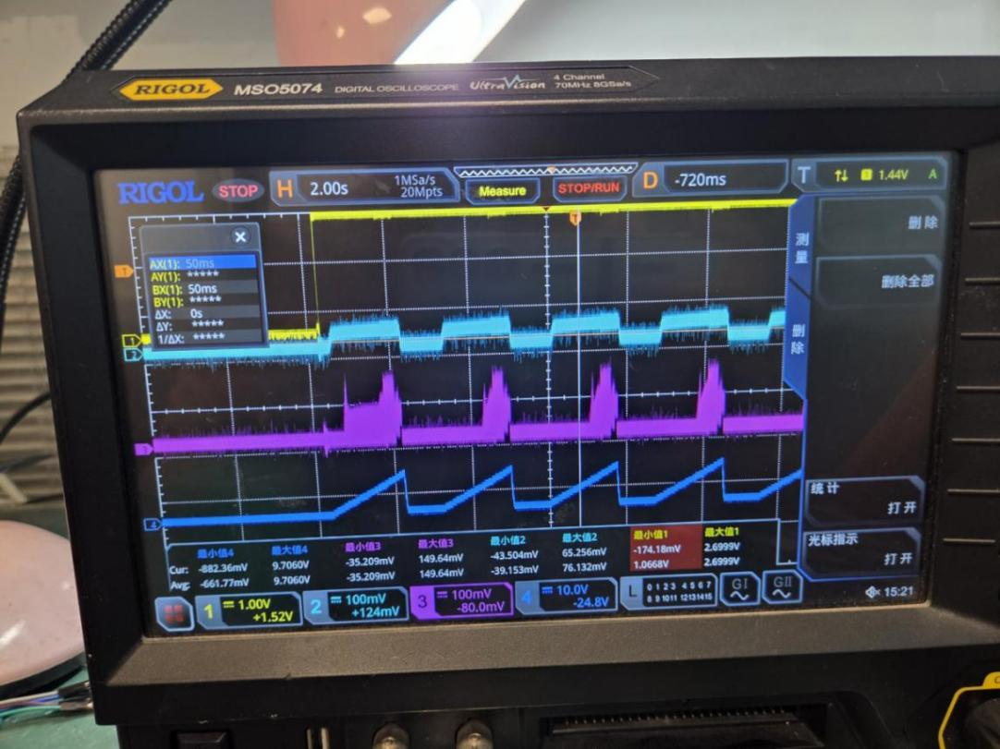 RIGOL MSO5074 DIGITAL OSCILLOSCOPE UltraVision 4 Channel
70MHz 8GSa/s
RIGOL STOP H 2.00s 1MSa/s
20Mpts
Measure STOP/RUN D -720ms T 1 1.44V A
T
AX(1): 50ms
AY(1): *****
BX(1): 50ms
BY(1): *****
ΔX: 0s
ΔY: *****
1/ΔX: *****
1
2
3
4
测量
删除
删除
删除全部
统计
打开
光标指示
打开
最小值4 最大值4 最小值3 最大值3 最小值2 最大值2 最小值1 最大值1
Cur: -882.36mV 9.7060V -35.209mV 149.64mV -43.504mV 65.256mV -174.18mV 2.6999V
Avg: -661.77mV 9.7060V -35.209mV 149.64mV -39.153mV 76.132mV 1.0668V 2.6999V
1 1.00V
+1.52V
2 100mV
+124mV
3 100mV
-80.0mV
4 10.0V
-24.8V
L 0 1 2 3 4 5 6 7
8 9 10 11 12 13 14 15
GI
GII
15:21